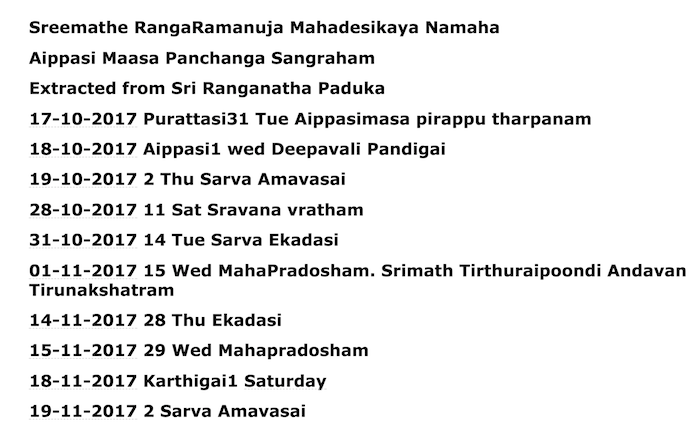 Sreemathe RangaRamanuja Mahadesikaya Namaha
Aippasi Maasa Panchanga Sangraham
Extracted from Sri Ranganatha Paduka
17-10-2017 Purattasi31 Tue Aippasimasa pirappu tharpanam
18-10-2017 Aippasi1 wed Deepavali Pandigai
19-10-2017 2 Thu Sarva Amavasai
28-10-2017 11 Sat Sravana vratham
31-10-2017 14 Tue Sarva Ekadasi
01-11-2017 15 Wed MahaPradosham. Srimath Tirthuraipoondi Andavan
Tirunakshatram
14-11-2017 28 Thu Ekadasi
15-11-2017 29 Wed Mahapradosham
18-11-2017 Karthigai1 Saturday
19-11-2017 2 Sarva Amavasai